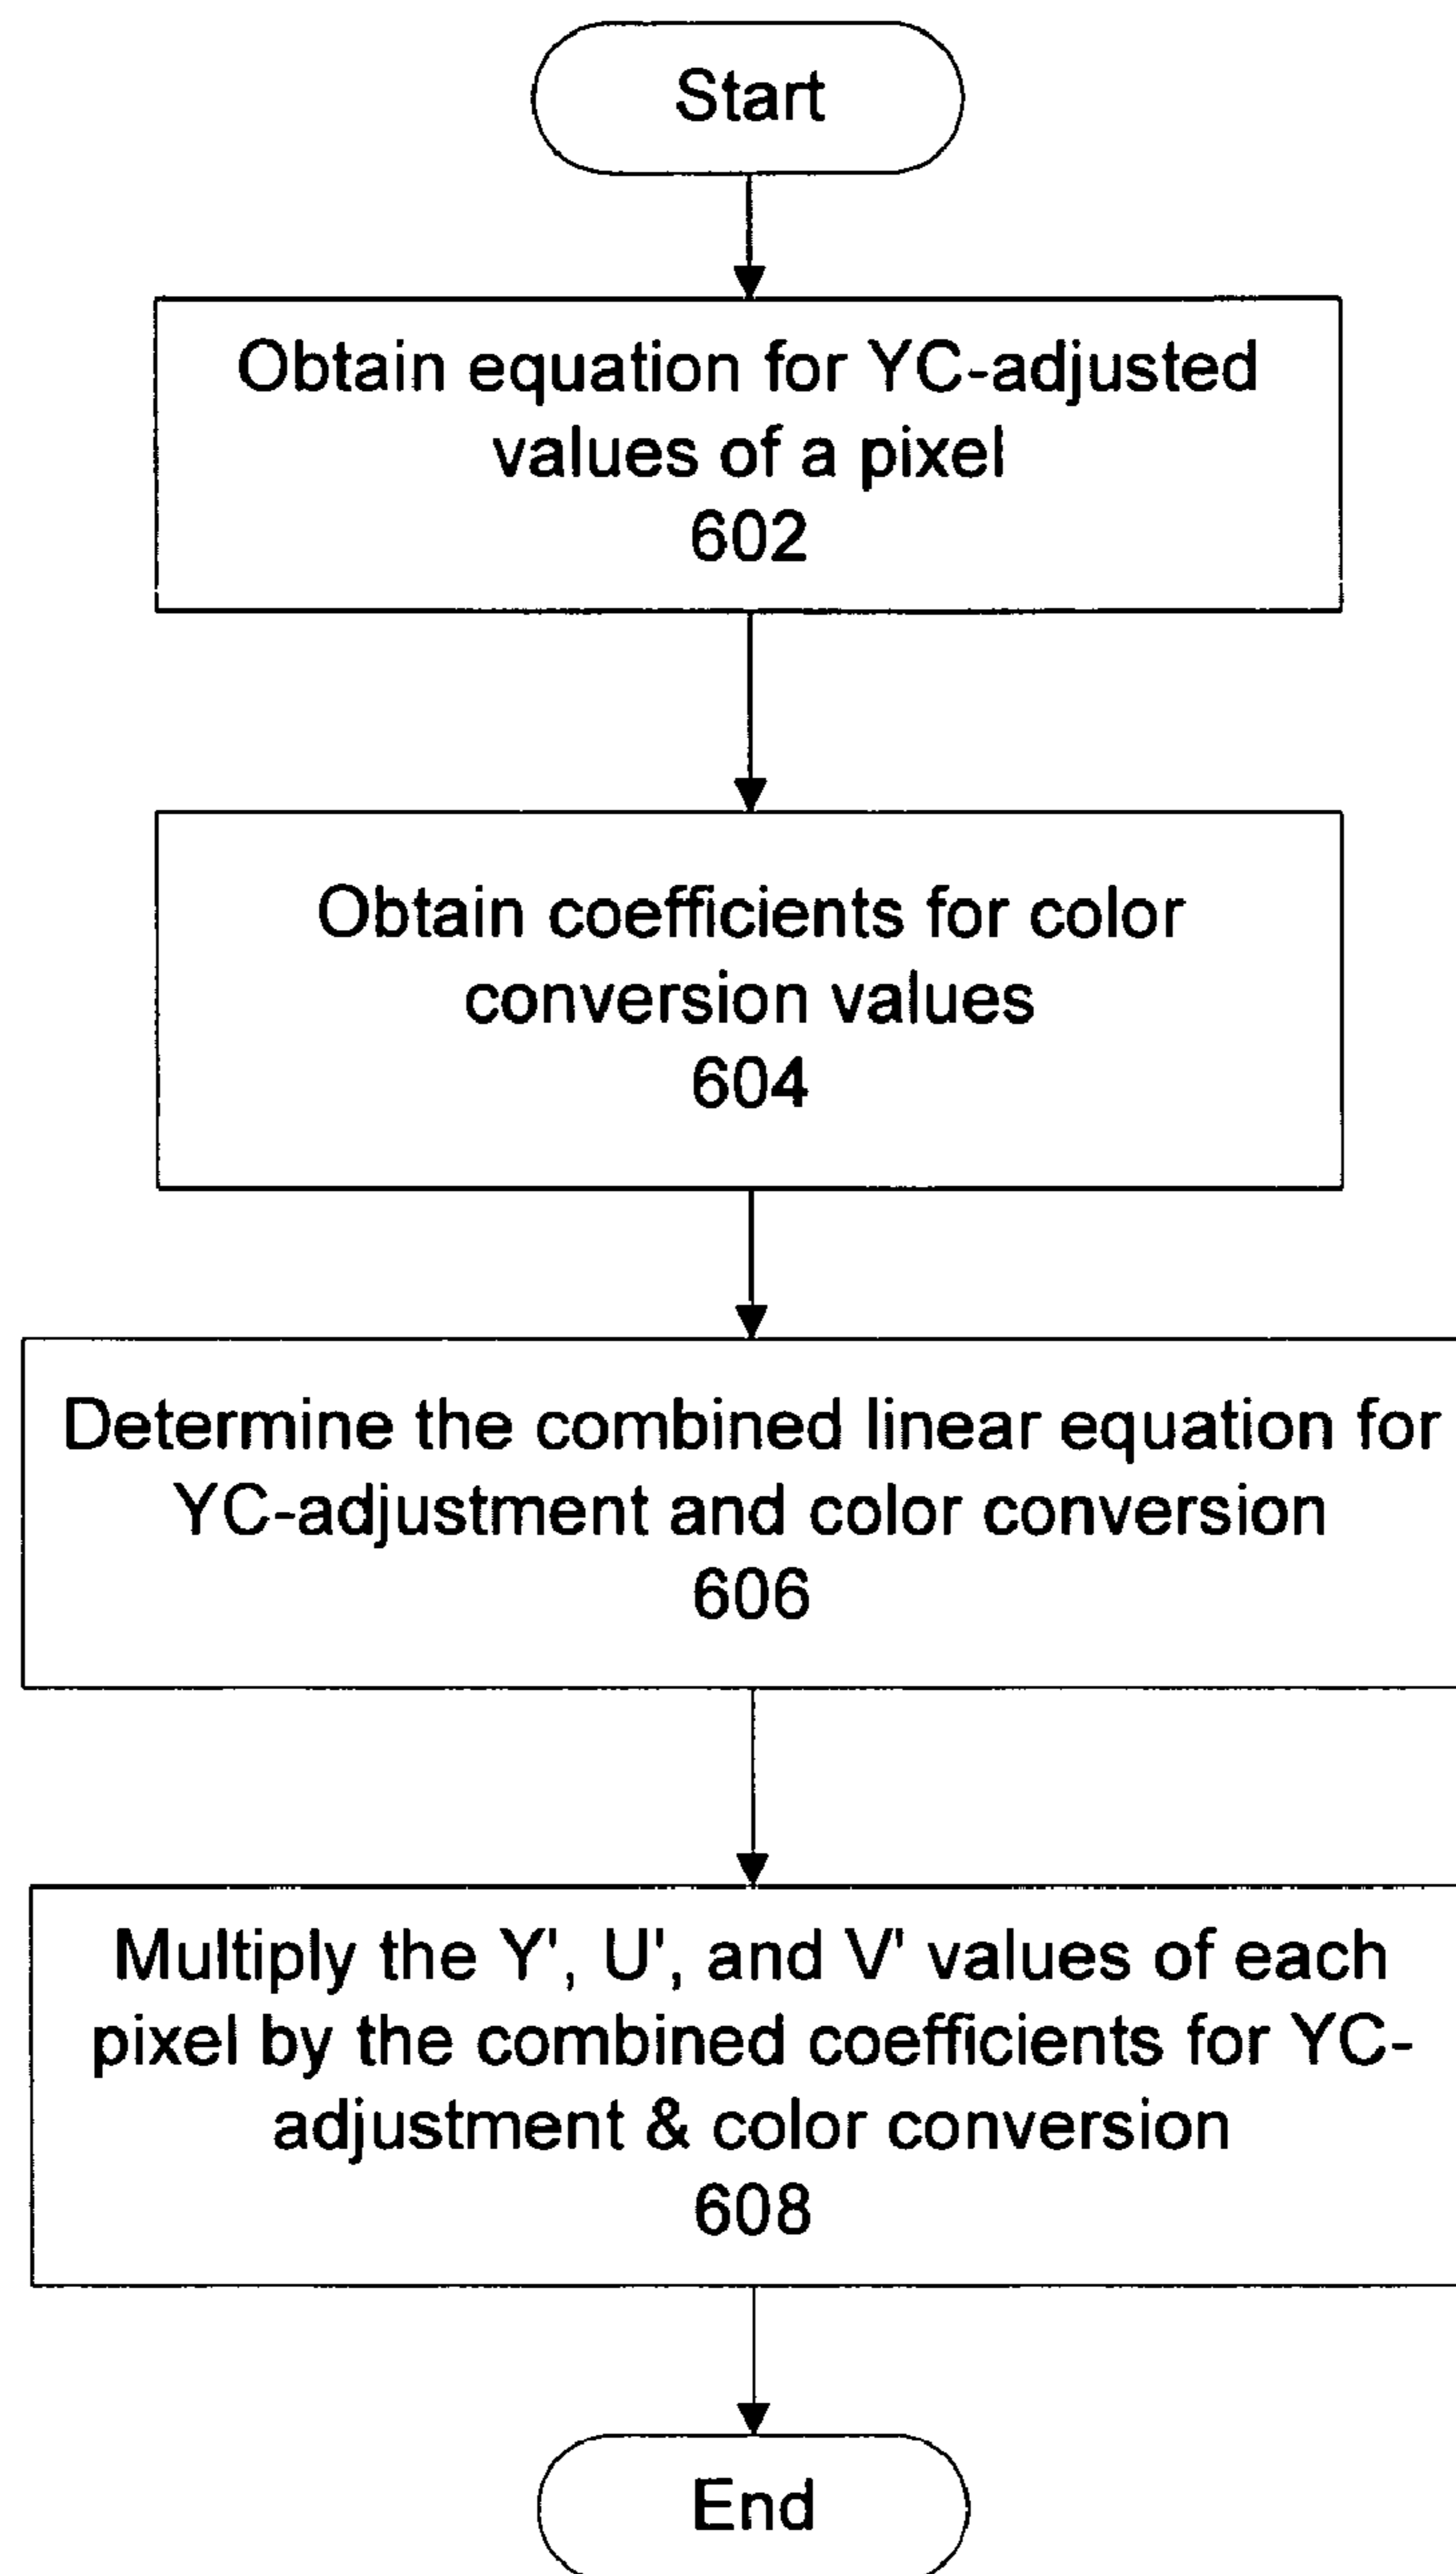 Start
Obtain equation for YC-adjusted
values of a pixel
602
Obtain coefficients for color
conversion values
604
Determine the combined linear equation for
YC-adjustment and color conversion
606
Multiply the Y', U', and V' values of each
pixel by the combined coefficients for YC-
adjustment & color conversion
608
End